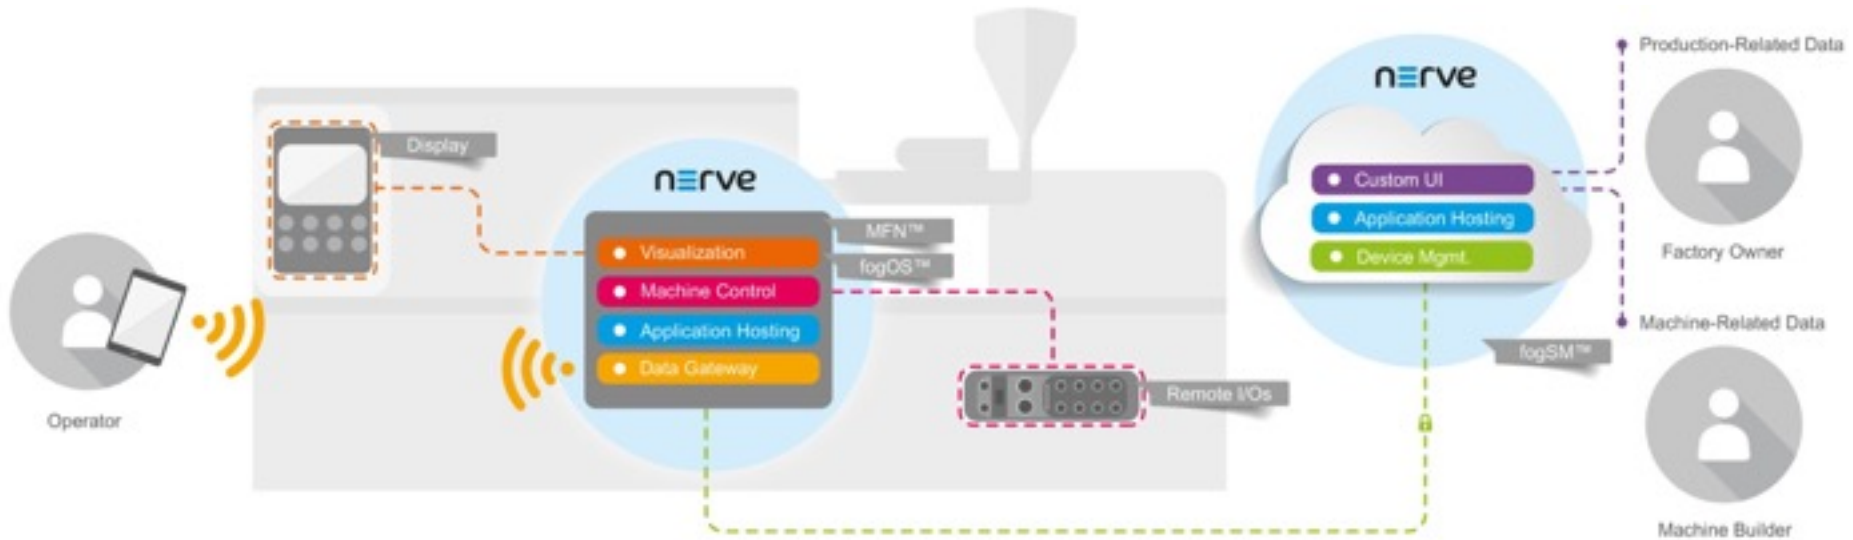 Operator
Display
nerve
MFN™
fogOS™
Visualization
Machine Control
Application Hosting
Data Gateway
Remote I/Os
nerve
Custom UI
Application Hosting
Device Mgmt.
fogSM™
Production-Related Data
Factory Owner
Machine-Related Data
Machine Builder